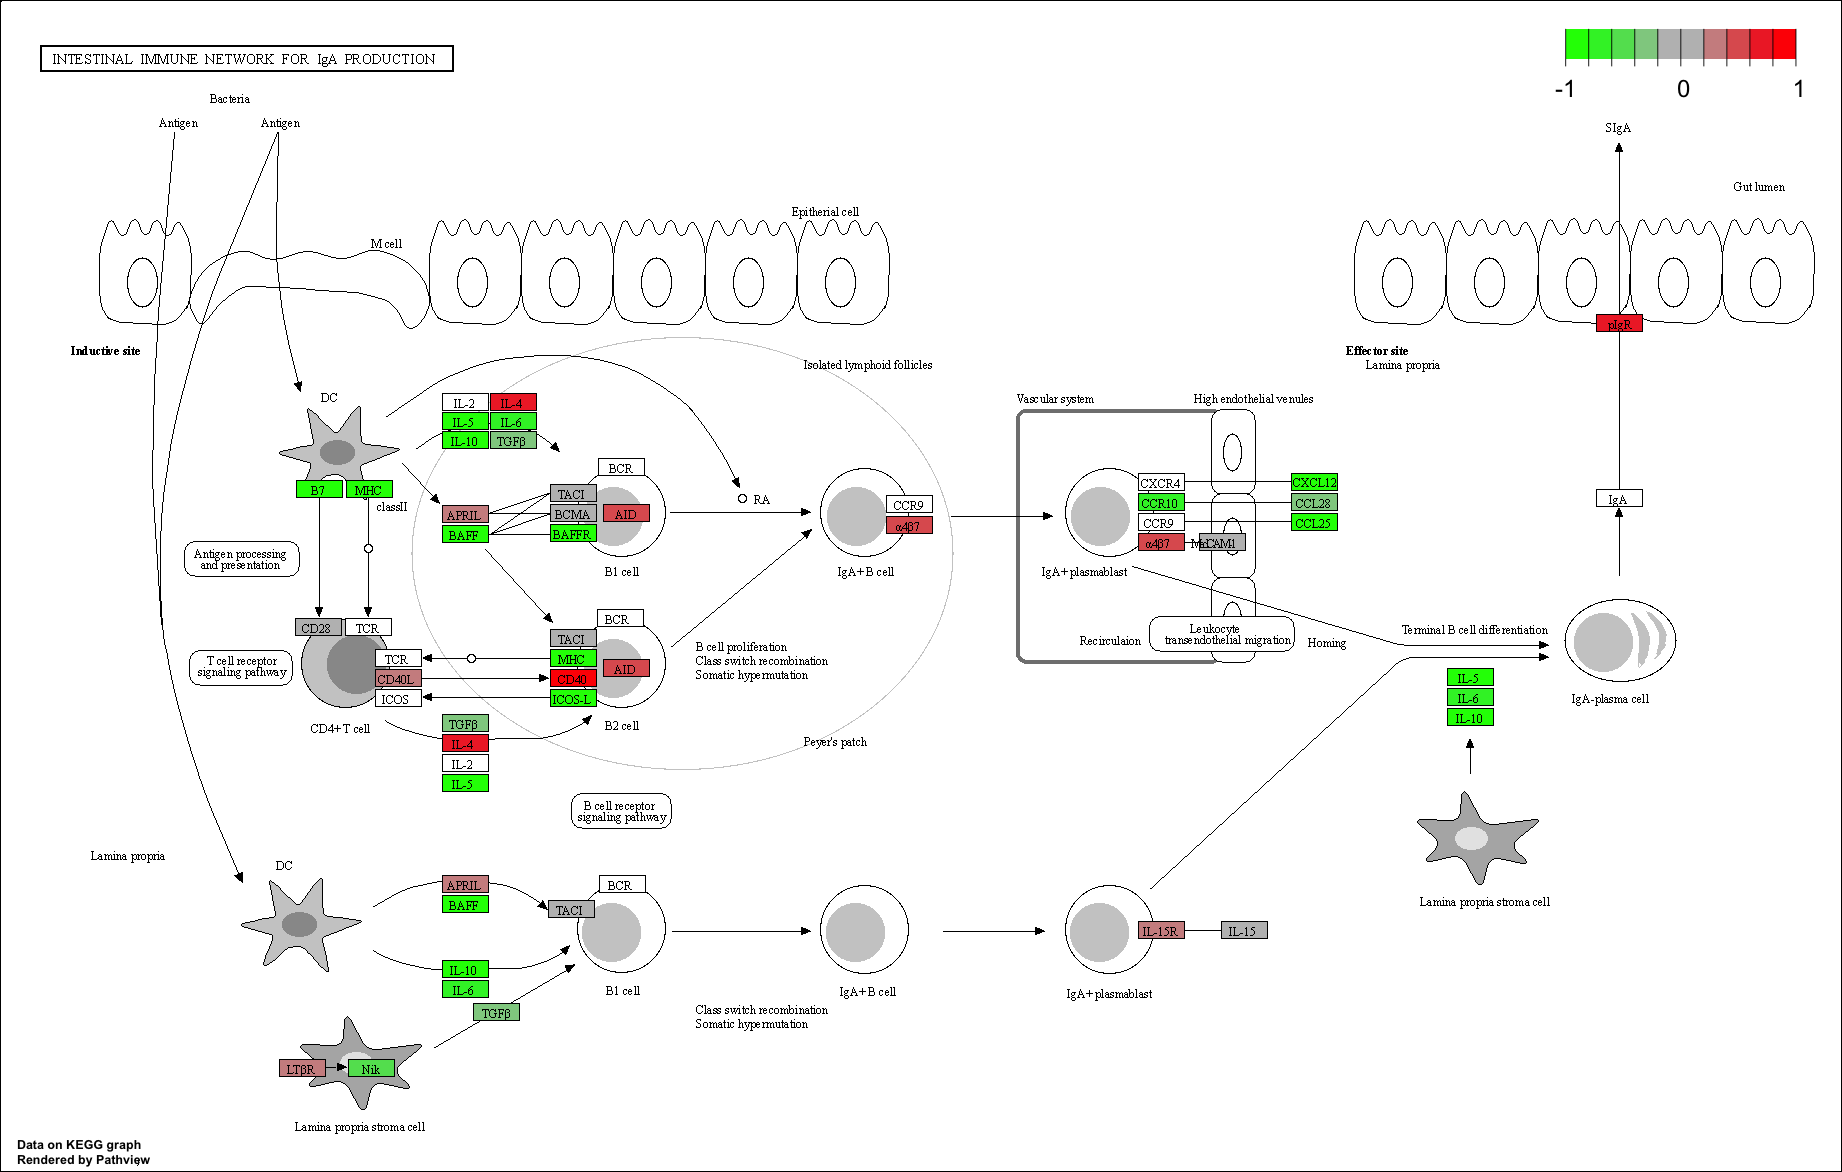 INTESTINAL IMMUNE NETWORK FOR IgA PRODUCTION
-1 0 1
Bacteria
Antigen
Antigen
SIgA
Gut lumen
Epitherial cell
M cell
pIgR
Inductive site
Effector site
Lamina propria
Isolated lymphoid follicles
DC
IL-2 IL-4
IL-5 IL-6
IL-10 TGFβ
Vascular system
High endothelial venules
BCR
B7 MHC
classII
TACI
BCMA
BAFFR
AID
APRIL
BAFF
RA
CCR9
α4β7
CXCR4
CCR10
CCR9
α4β7
CXCL12
CCL28
CCL25
IgA
B1 cell
IgA+ B cell
IgA+ plasmablast
Antigen processing
and presentation
CD28 TCR
BCR
TACI
MHC
CD40
ICOS-L
AID
TCR
CD40L
ICOS
T cell receptor
signaling pathway
B cell proliferation
Class switch recombination
Somatic hypermutation
Recirculaion
Leukocyte
transendothelial migration
Homing
Terminal B cell differentiation
IL-5
IL-6
IL-10
IgA-plasma cell
CD4+ T cell
B2 cell
TGFβ
IL-4
IL-2
IL-5
Peyer's patch
B cell receptor
signaling pathway
Lamina propria
DC
APRIL
BAFF
BCR
TACI
IL-15R
IL-15
Lamina propria stroma cell
IL-10
IL-6
TGFβ
B1 cell
IgA+ B cell
IgA+ plasmablast
Class switch recombination
Somatic hypermutation
LTβR Nik
Lamina propria stroma cell
Data on KEGG graph
Rendered by Pathview